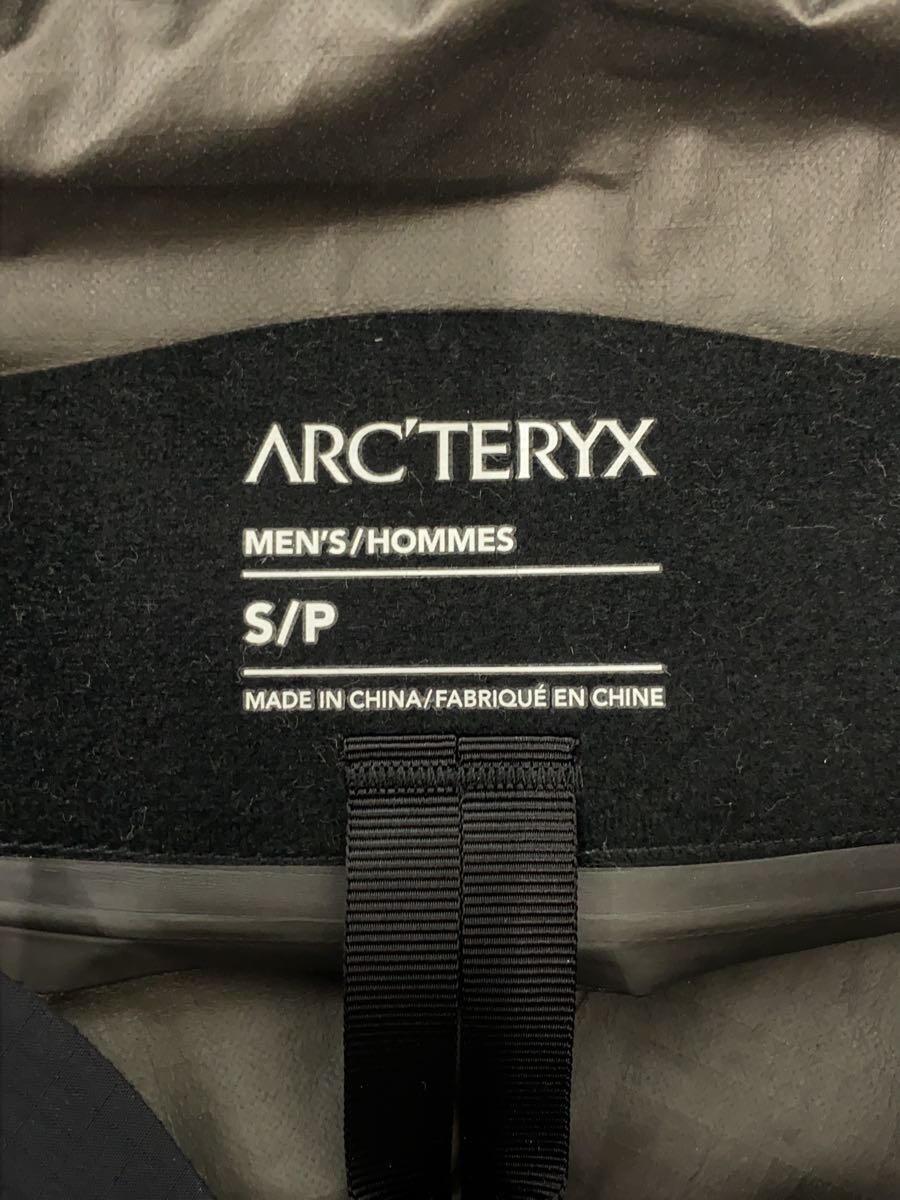 ARC'TERYX
MEN'S/HOMMES
S/P
MADE IN CHINA/FABRIQUÉ EN CHINE